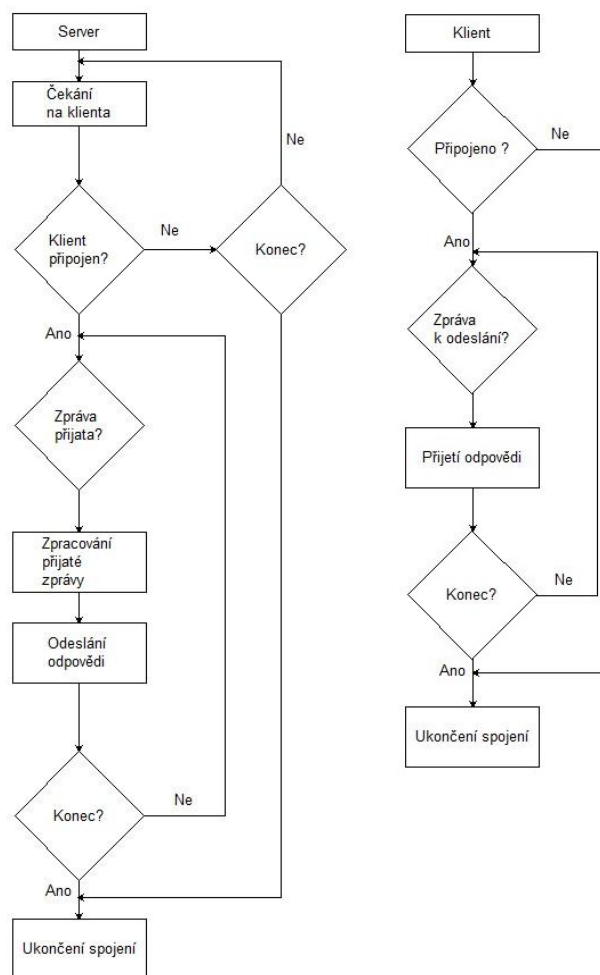 Server
Čekání
na klienta
Klient
připojen?
Ne
Konec?
Ne
Ano
Zpráva
přijata?
Zpracování
přijaté
zprávy
Odeslání
odpovědi
Konec?
Ne
Ano
Ukončení spojení
Klient
Připojeno ?
Ne
Ano
Zpráva
k odeslání?
Přijetí odpovědi
Konec?
Ne
Ano
Ukončení spojení